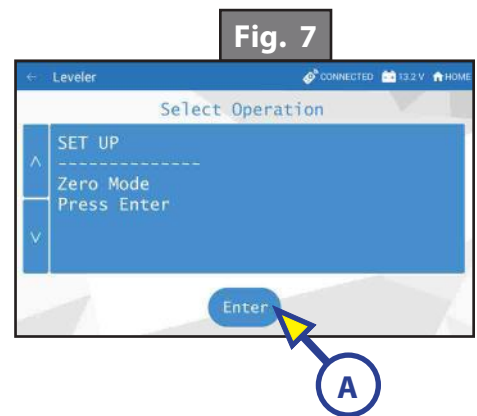 Fig. 7
← Leveler CONNECTED 13.2 V HOME
Select Operation
SET UP
--------------
Zero Mode
Press Enter
Enter
A